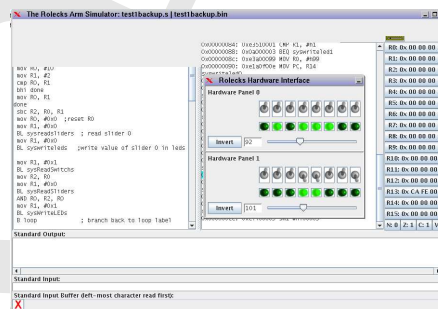 The Rolecks Arm Simulator: test1backup.s | test1backup.bin
mov R0, #10
mov R1, #2
cmp R0, R1
bhi done
mov R0, R1
done
sbc R2, R0, R1
mov R0, #0x0 ;reset R0
mov R1, #0x0
BL sysreadsliders ; read slider 0
mov R1, #0x0
BL syswriteleds ;write value of slider 0 in leds
mov R1, #0x1
BL sysReadSwitchs
mov R2, R0
mov R1, #0x0
BL sysReadSliders
AND R0, R2, R0
mov R1, #0x1
BL sysWriteLEDs
B loop ; branch back to loop label
0x00000084: 0xe3510001 CMP R1, #h1
0x00000088: 0x0a000003 BEQ syswriteled1
0x0000008c: 0xe3a00099 MOV R0, #h99
0x00000090: 0xe1a0f00e MOV PC, R14
syswriteled0
Rolecks Hardware Interface
Hardware Panel 0
Invert 92
Hardware Panel 1
Invert 101
R0: 0x 00 00 00
R1: 0x 00 00 00
R2: 0x 00 00 00
R3: 0x 00 00 00
R4: 0x 00 00 00
R5: 0x 00 00 00
R6: 0x 00 00 00
R7: 0x 00 00 00
R8: 0x 00 00 00
R9: 0x 00 00 00
R10: 0x 00 00 00
R11: 0x 00 00 00
R12: 0x 00 00 00
R13: 0x CA FE 00
R14: 0x 00 00 00
R15: 0x 00 00 00
N: 0 Z: 1 C: 1
Standard Output:
Standard Input:
Standard Input Buffer (left-most character read first):
X